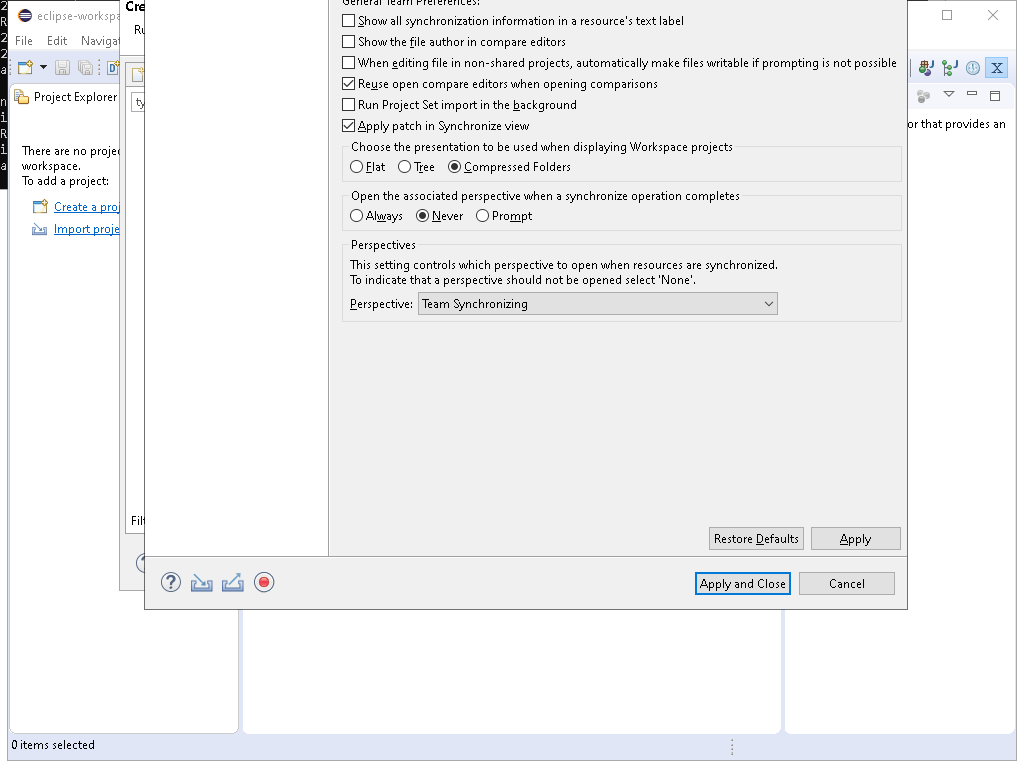 eclipse-workspa
Cre
General Team Preferences:
Show all synchronization information in a resource's text label
File Edit Navigat
Ru
Show the file author in compare editors
When editing file in non-shared projects, automatically make files writable if prompting is not possible
Reuse open compare editors when opening comparisons
Project Explorer
ty
Run Project Set import in the background
Apply patch in Synchronize view
or that provides an
There are no projec
workspace.
To add a project:
Choose the presentation to be used when displaying Workspace projects
Flat Tree Compressed Folders
Open the associated perspective when a synchronize operation completes
Create a proj
Always Never Prompt
Import proje
Perspectives
This setting controls which perspective to open when resources are synchronized.
To indicate that a perspective should not be opened select 'None'.
Perspective: Team Synchronizing
Filt
Restore Defaults Apply
Apply and Close Cancel
0 items selected